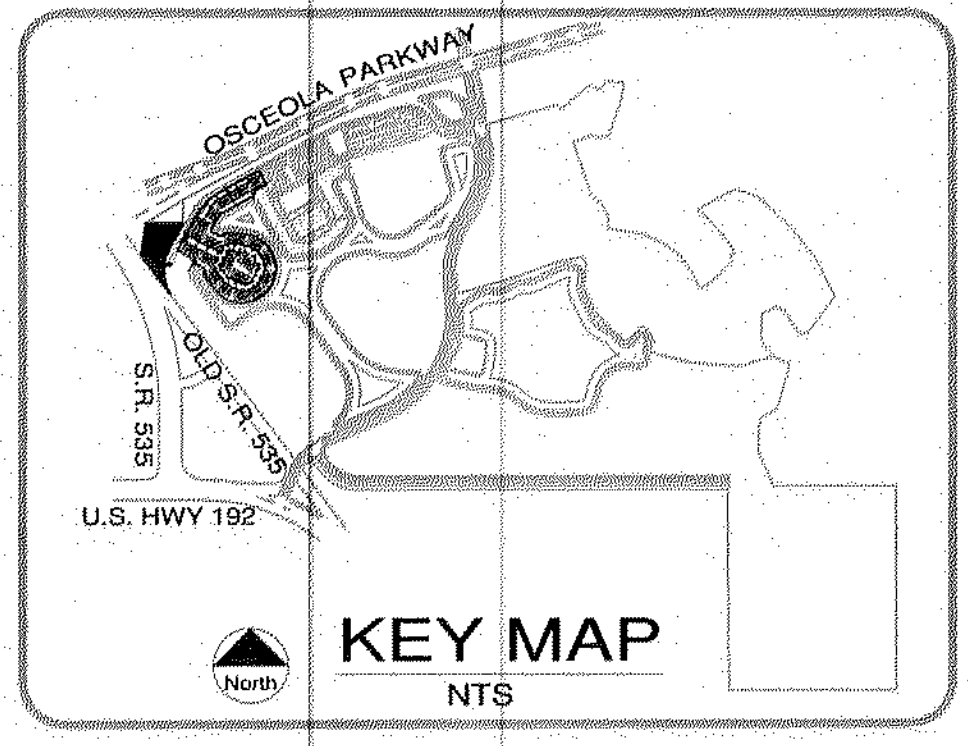 OSCEOLA PARKWAY
S.R. 535
OLD S.R. 535
U.S. HWY 192
North
KEY MAP
NTS